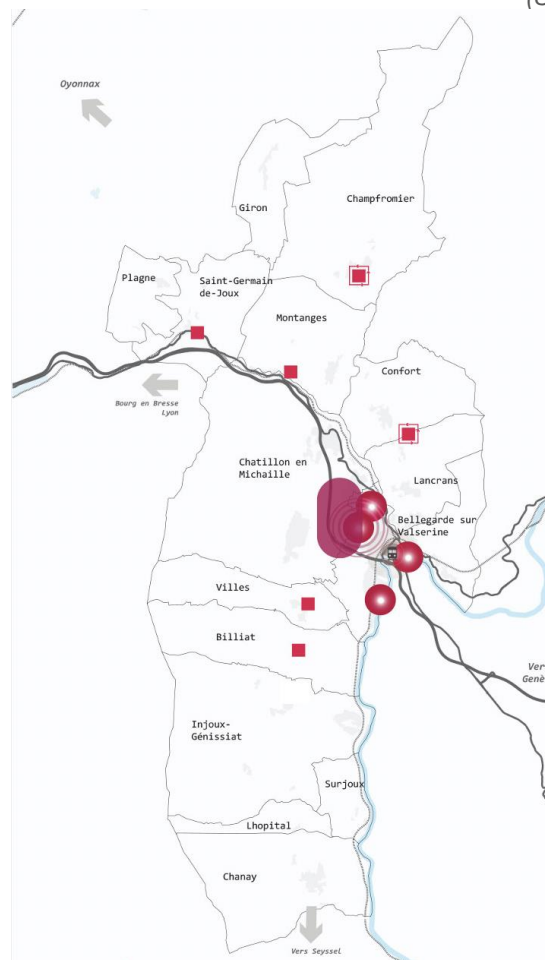 Oyonnax
Champfromier
Giron
Plagne
Saint-Germain
de-Joux
Montanges
Confort
Bourg en Bresse
Lyon
Chatillon en
Michaille
Lancrans
Bellegarde sur
Valserine
Villes
Billiat
Injoux-
Génissiat
Surjoux
Lhopital
Chanay
Vers Seyssel